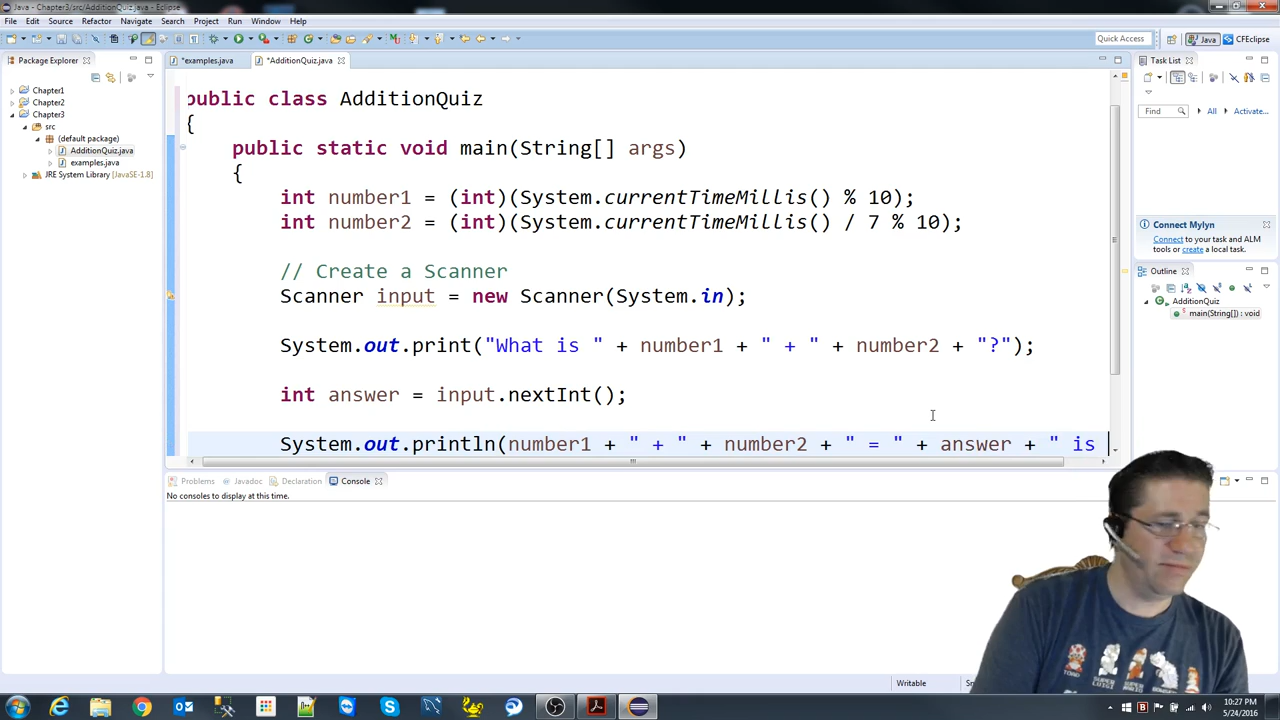 Java - Chapter3/src/AdditionQuiz.java - Eclipse
File Edit Source Refactor Navigate Search Project Run Window Help
Quick Access Java CFEclipse
Package Explorer
*examples.java *AdditionQuiz.java
Task List
Chapter1
Chapter2
Chapter3
src
(default package)
AdditionQuiz.java
examples.java
JRE System Library [JavaSE-1.8]
public class AdditionQuiz
{
public static void main(String[] args)
{
int number1 = (int)(System.currentTimeMillis() % 10);
int number2 = (int)(System.currentTimeMillis() / 7 % 10);
// Create a Scanner
Scanner input = new Scanner(System.in);
System.out.print("What is " + number1 + " + " + number2 + "?");
int answer = input.nextInt();
System.out.println(number1 + " + " + number2 + " = " + answer + " is
Find All Activate...
Connect Mylyn
Connect to your task and ALM
tools or create a local task.
Outline
AdditionQuiz
main(String[]) : void
Problems Javadoc Declaration Console
No consoles to display at this time.
Writable
TOAD
SUPER LUIGI
SUPER MARIO
10:27 PM
5/24/2016